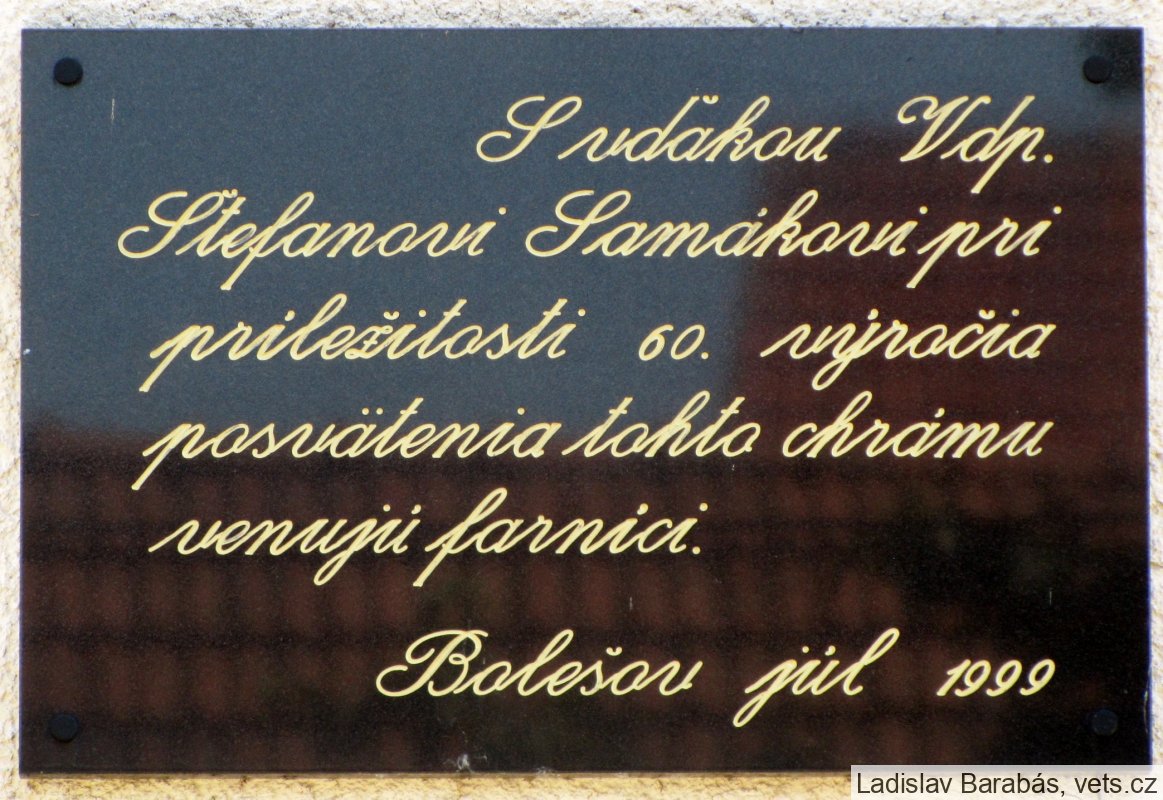 S vďakou Vdp.
Štefanovi Samákovi pri
príležitosti 60. výročia
posvätenia tohto chrámu
venujú farníci.
Bolešov júl 1999
Ladislav Barabás, vets.cz